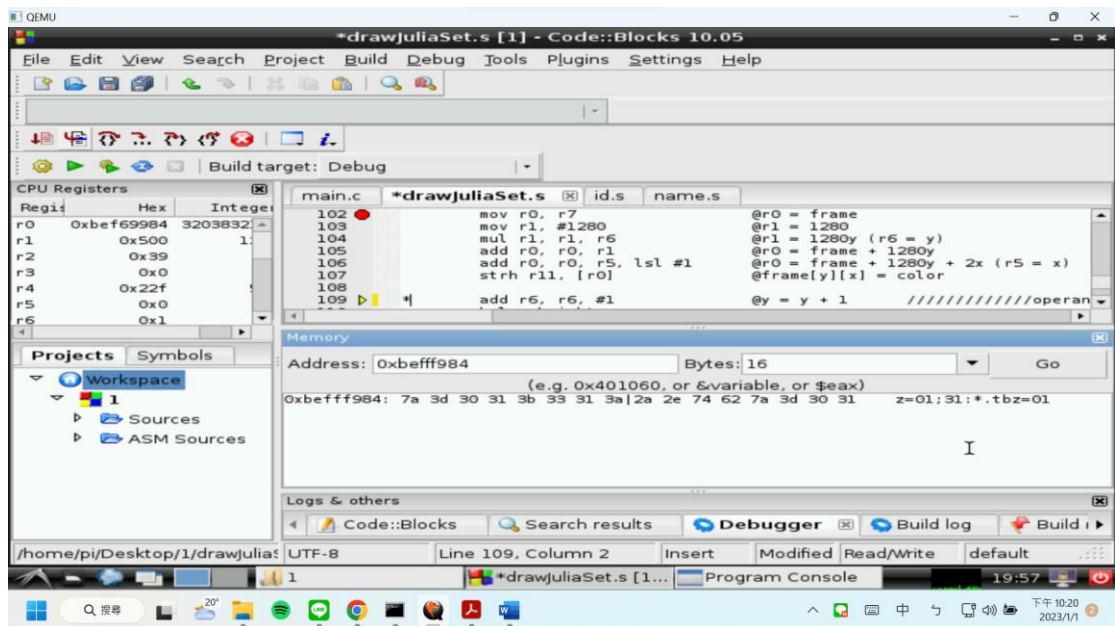 QEMU
*drawJuliaSet.s [1] - Code::Blocks 10.05
File Edit View Search Project Build Debug Tools Plugins Settings Help
Build target: Debug
CPU Registers
Regis Hex Integer
r0 0xbef69984 3203832
r1 0x500 1
r2 0x39
r3 0x0
r4 0x22f
r5 0x0
r6 0x1
main.c *drawJuliaSet.s id.s name.s
102 mov r0, r7 @r0 = frame
103 mov r1, #1280 @r1 = 1280
104 mul r1, r1, r6 @r1 = 1280y (r6 = y)
105 add r0, r0, r1 @r0 = frame + 1280y
106 add r0, r0, r5, lsl #1 @r0 = frame + 1280y + 2x (r5 = x)
107 strh r11, [r0] @frame[y][x] = color
108
109 * add r6, r6, #1 @y = y + 1 /////////////operan
Projects Symbols
Workspace
1
Sources
ASM Sources
Memory
Address: 0xbefff984 Bytes: 16 Go
(e.g. 0x401060, or &variable, or $eax)
0xbefff984: 7a 3d 30 31 3b 33 31 3a|2a 2e 74 62 7a 3d 30 31 z=01;31:*.tbz=01
Logs & others
Code::Blocks Search results Debugger Build log Build
/home/pi/Desktop/1/drawJulia UTF-8 Line 109, Column 2 Insert Modified Read/Write default
1 *drawJuliaSet.s [1... Program Console 19:57
搜尋 20° 中 ㄅ 下午 10:20
2023/1/1 2